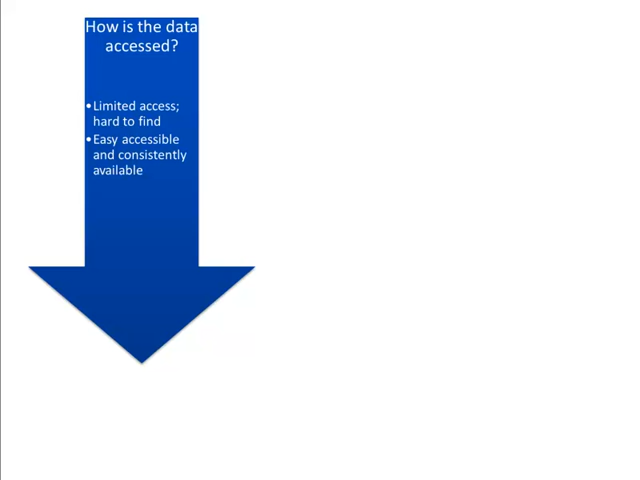 How is the data
accessed?
•Limited access;
hard to find
•Easy accessible
and consistently
available